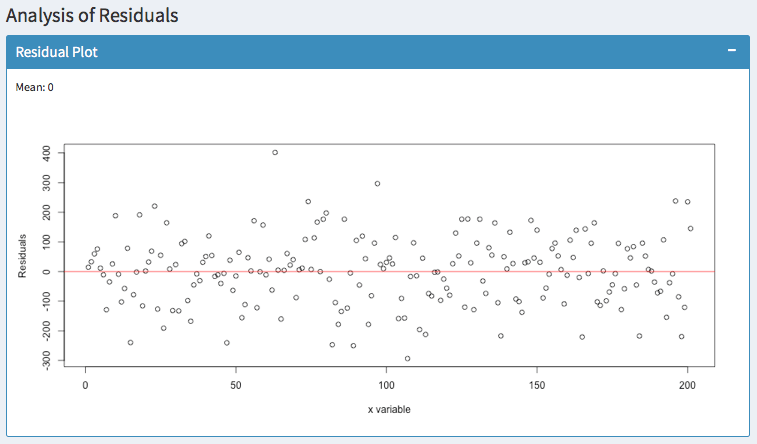 Analysis of Residuals
Residual Plot
−
Mean: 0
400
300
200
100
0
-100
-200
-300
Residuals
0 50 100 150 200
x variable